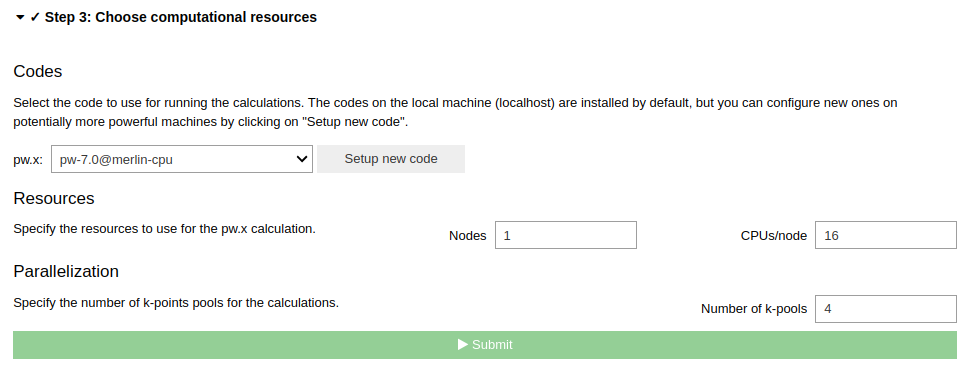 ✓ Step 3: Choose computational resources
Codes
Select the code to use for running the calculations. The codes on the local machine (localhost) are installed by default, but you can configure new ones on
potentially more powerful machines by clicking on "Setup new code".
pw.x: pw-7.0@merlin-cpu Setup new code
Resources
Specify the resources to use for the pw.x calculation. Nodes 1 CPUs/node 16
Parallelization
Specify the number of k-points pools for the calculations. Number of k-pools 4
Submit